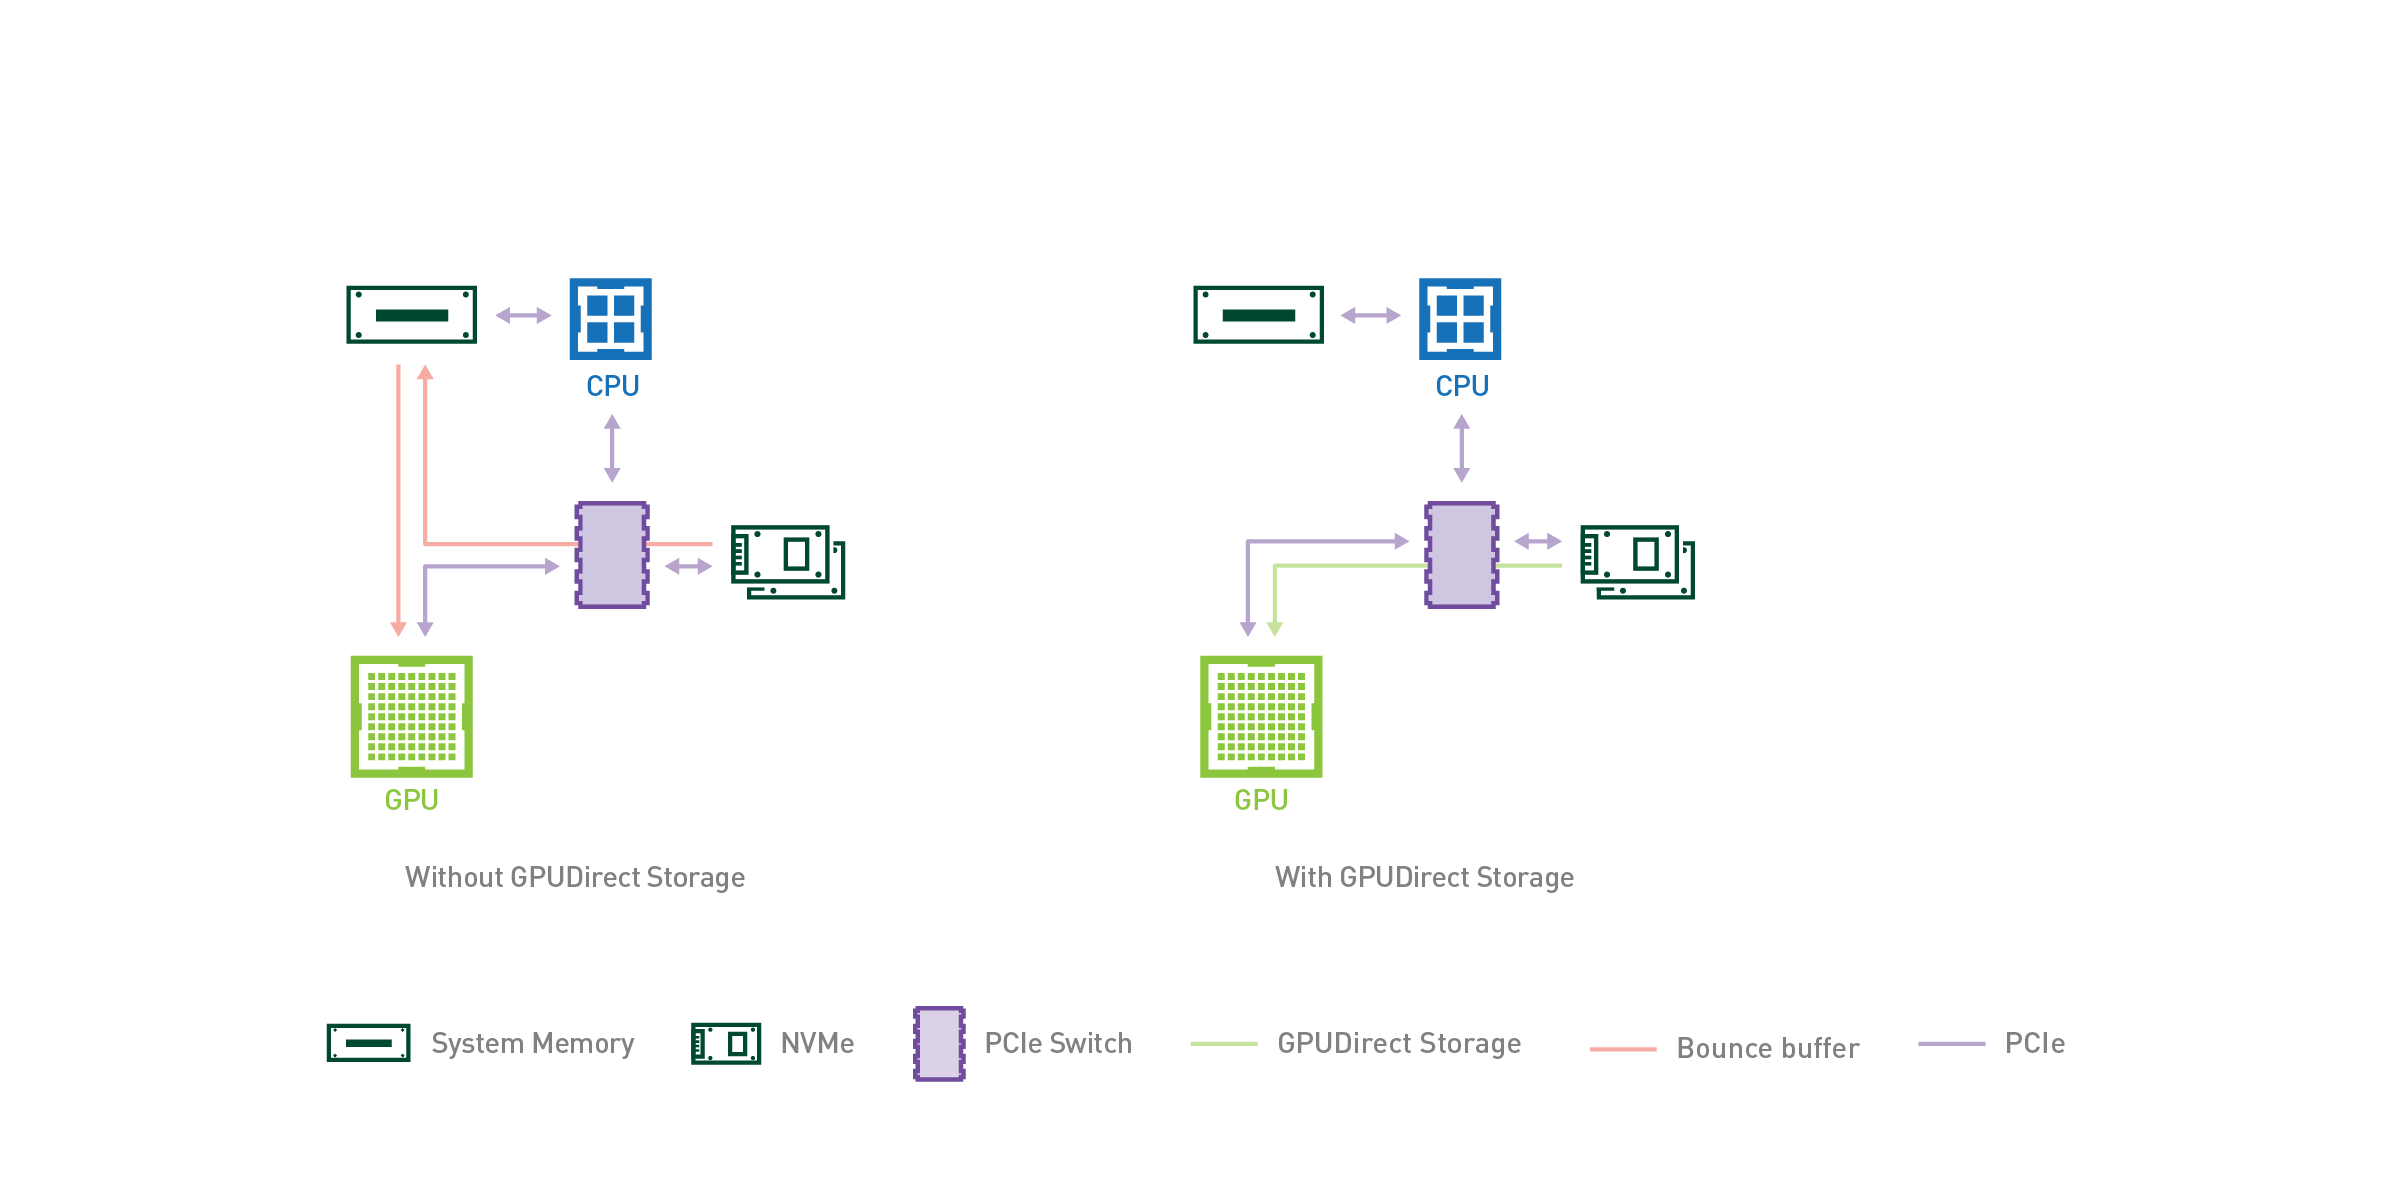 CPU
CPU
GPU
GPU
Without GPUDirect Storage
With GPUDirect Storage
System Memory
NVMe
PCIe Switch
GPUDirect Storage
Bounce buffer
PCIe